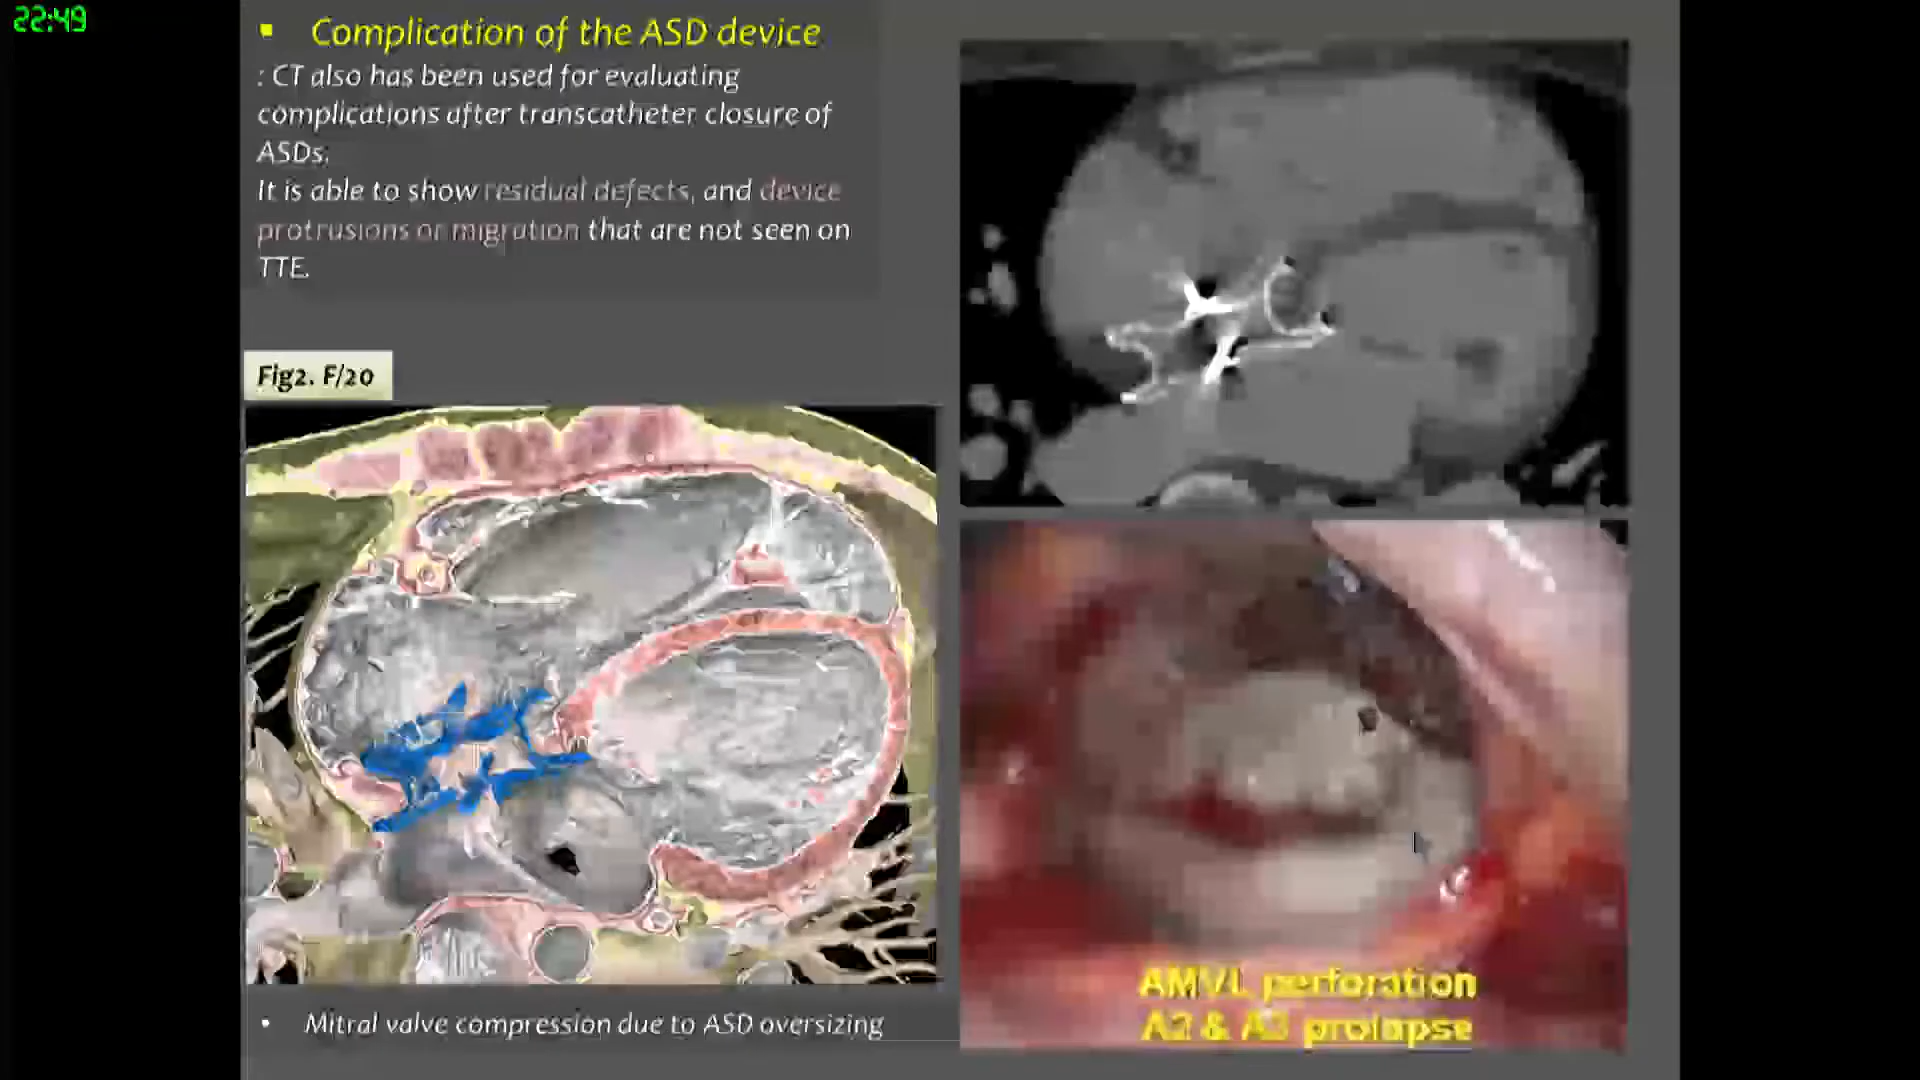 22:49
▪ Complication of the ASD device
: CT also has been used for evaluating
complications after transcatheter closure of
ASDs.
It is able to show residual defects, and device
protrusions or migration that are not seen on
TTE.
Fig2. F/20
• Mitral valve compression due to ASD oversizing
AMVL perforation
A2 & A3 prolapse